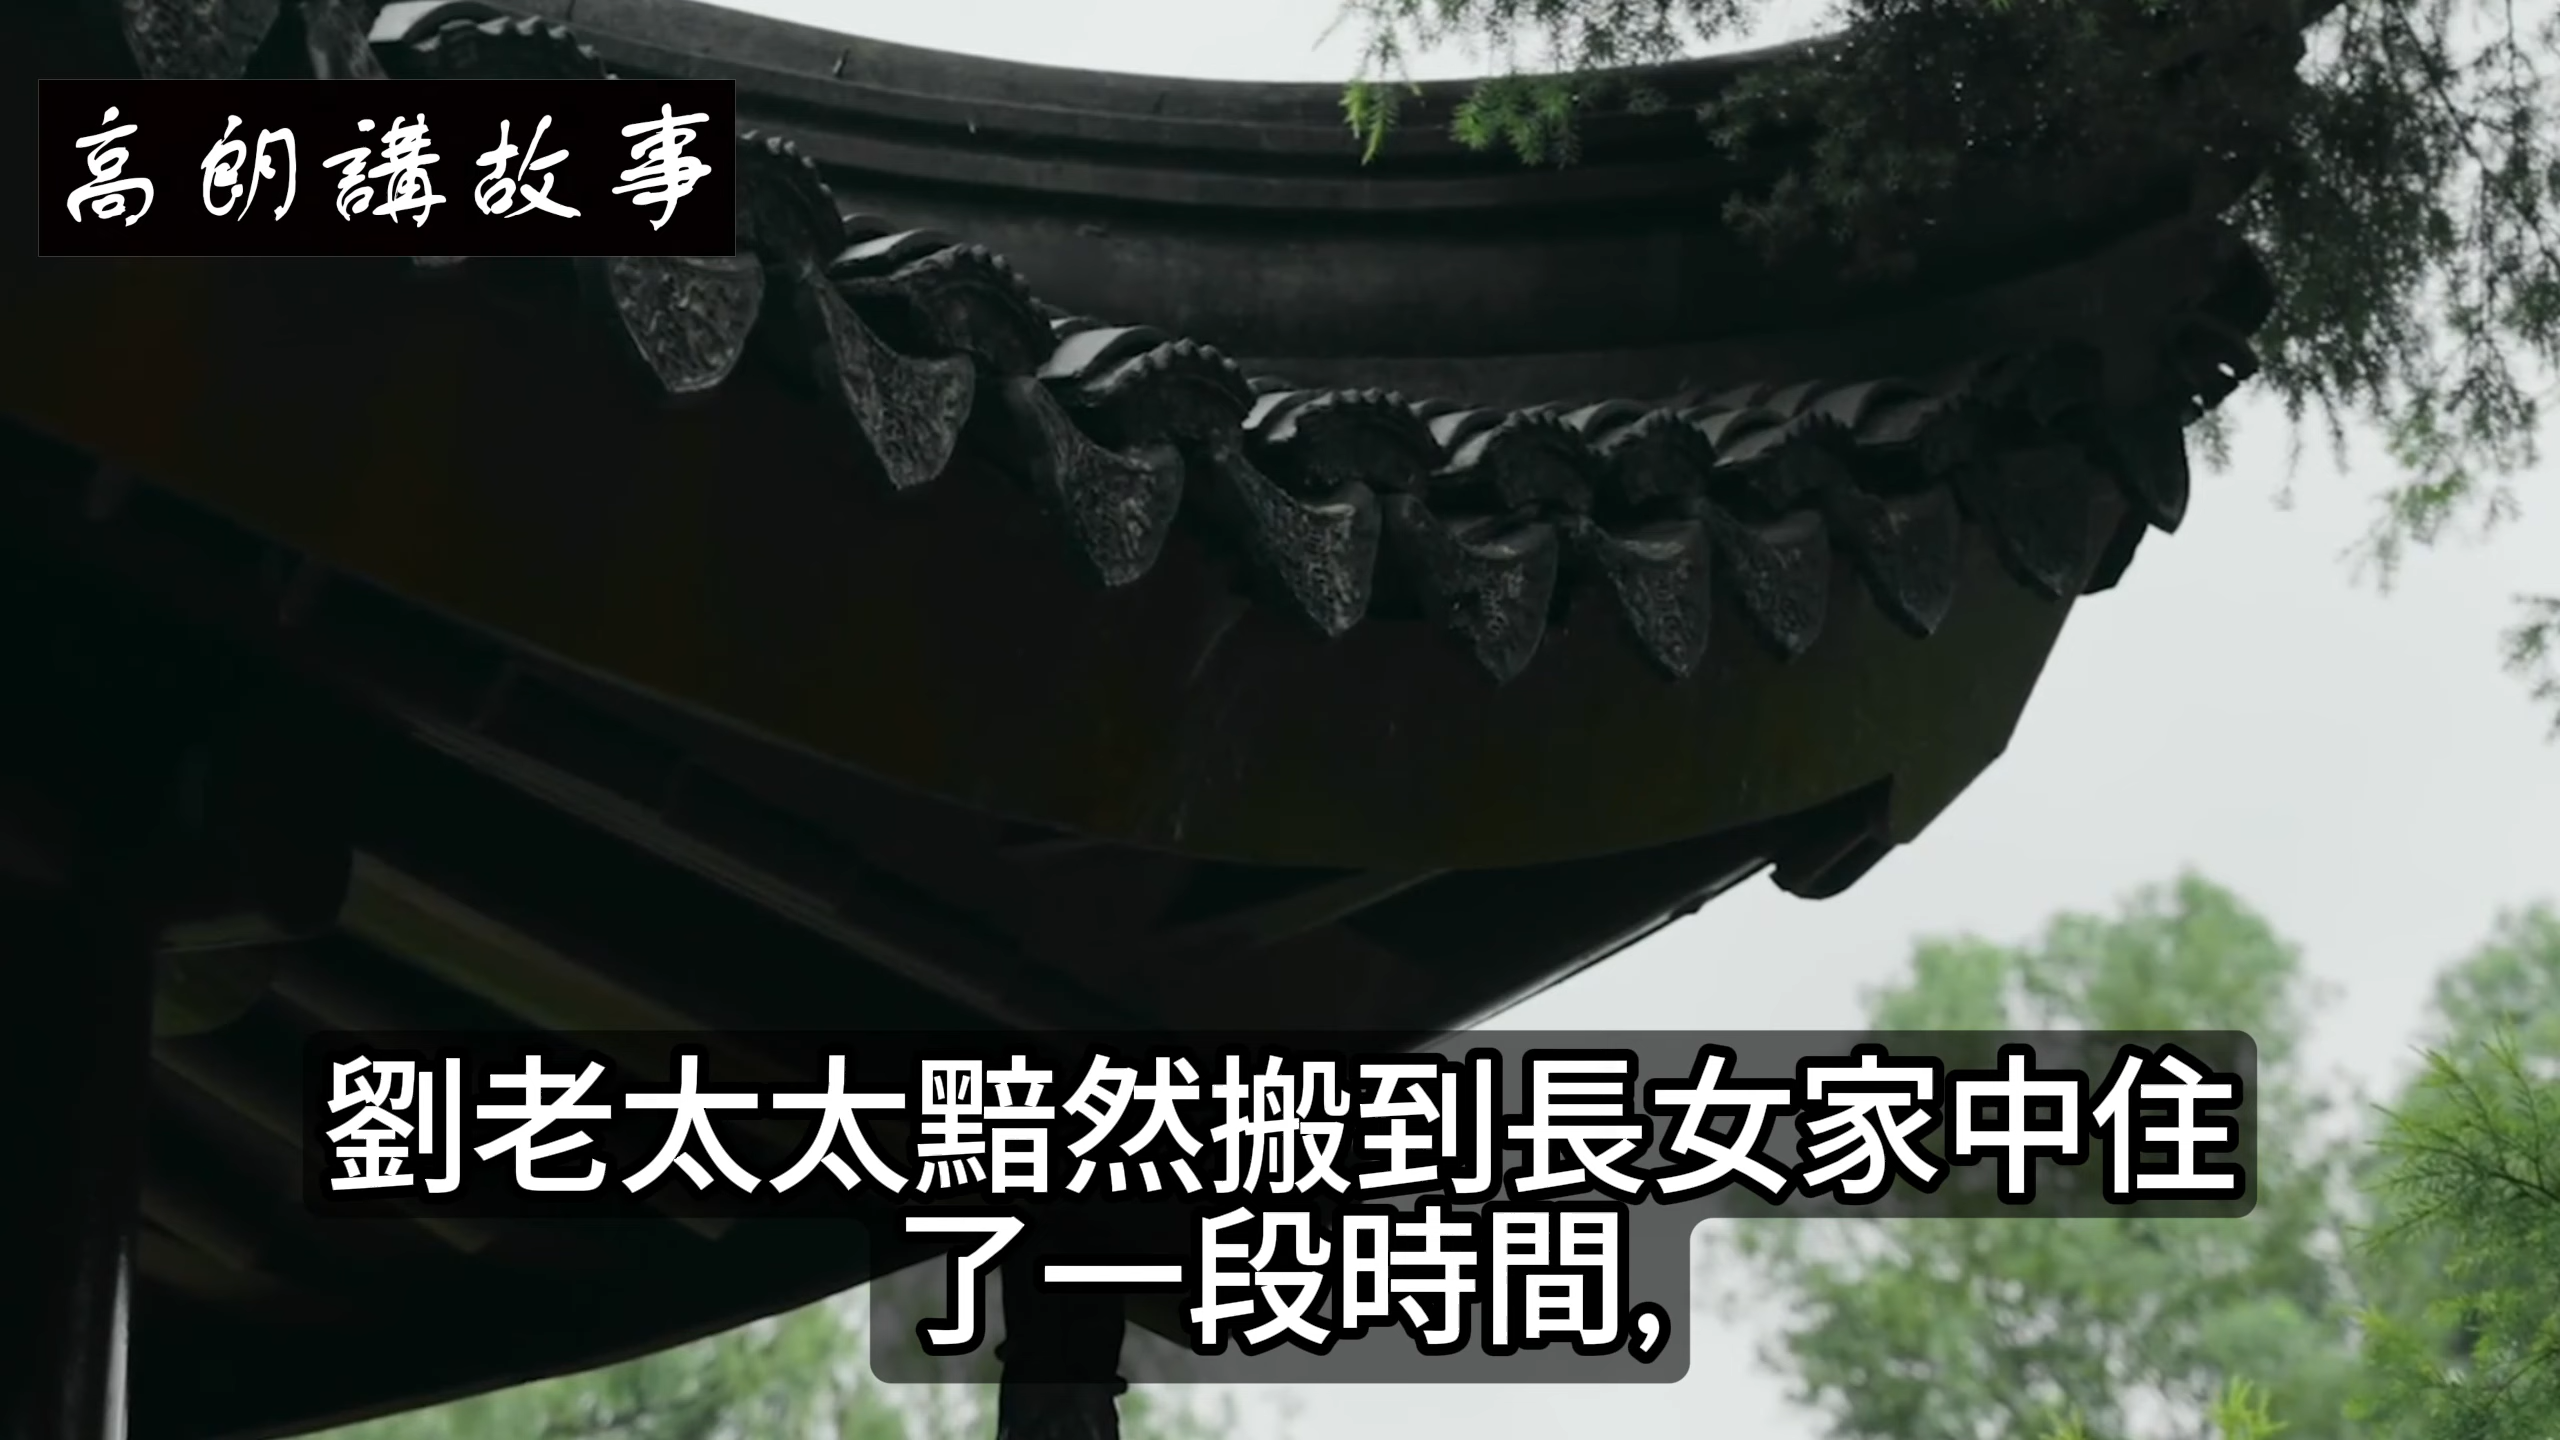 高朗講故事
劉老太太黯然搬到長女家中住
了一段時間,